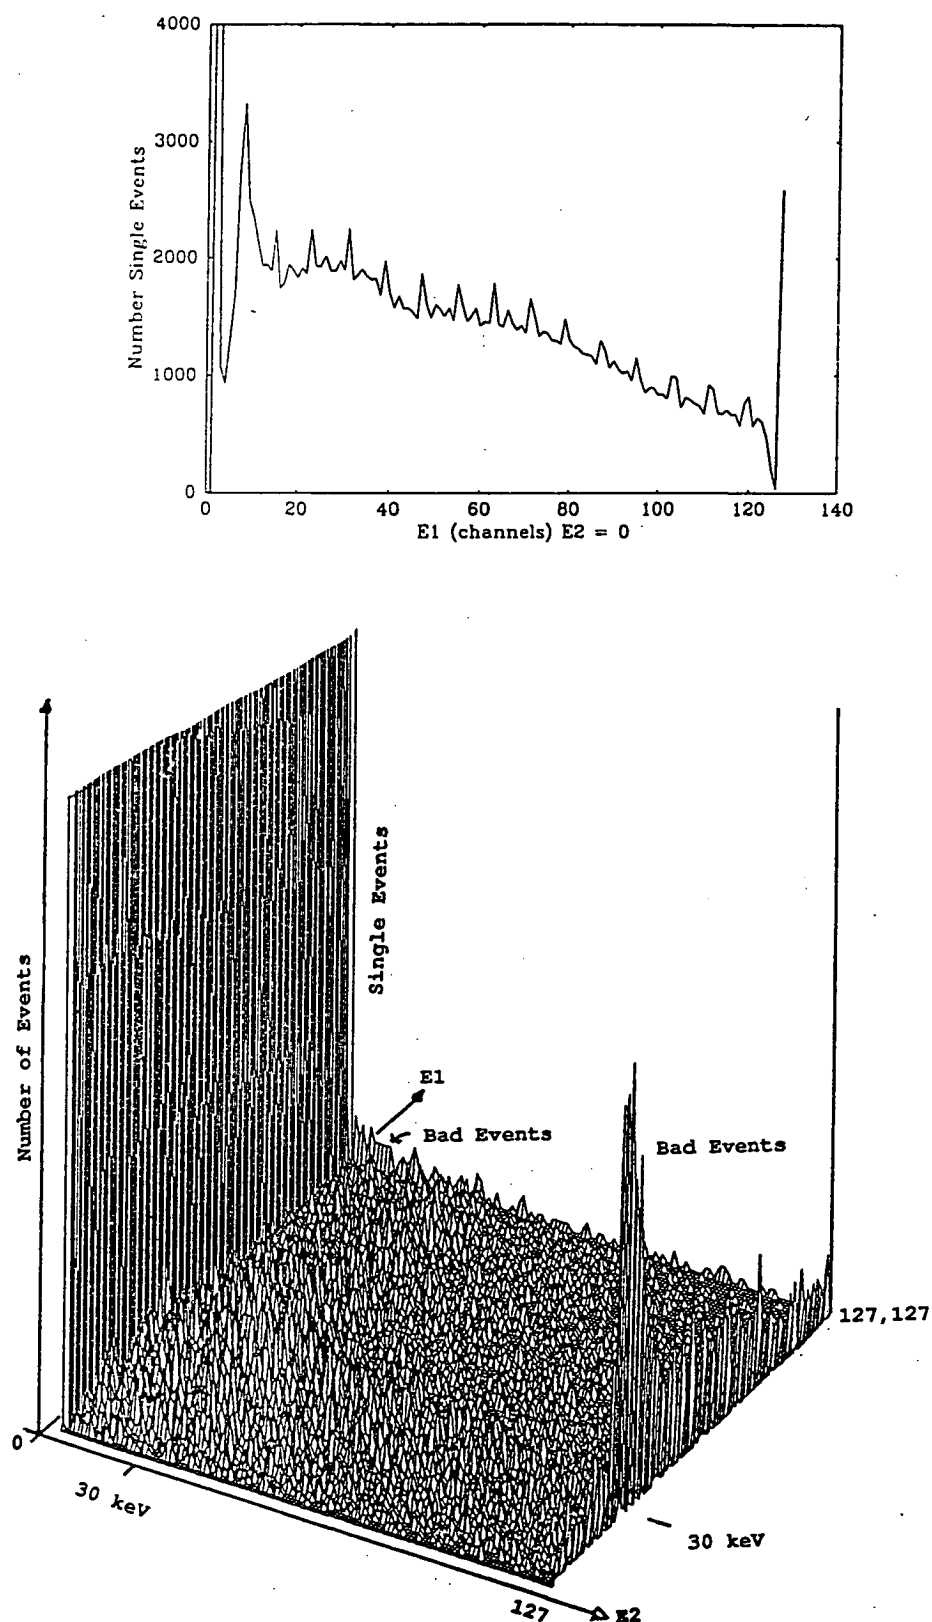 4000
3000
2000
1000
0
Number Single Events
0 20 40 60 80 100 120 140
E1 (channels) E2 = 0
Number of Events
Single Events
E1
Bad Events
Bad Events
127,127
0
30 keV
30 keV
127
E2